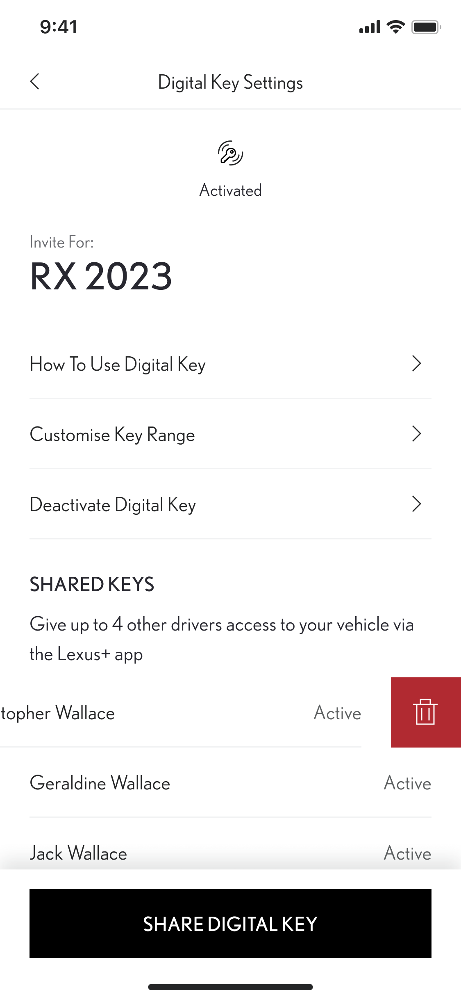 9:41
Digital Key Settings
Activated
Invite For:
RX 2023
How To Use Digital Key
Customise Key Range
Deactivate Digital Key
SHARED KEYS
Give up to 4 other drivers access to your vehicle via
the Lexus+ app
topher Wallace Active
Geraldine Wallace Active
Jack Wallace Active
SHARE DIGITAL KEY